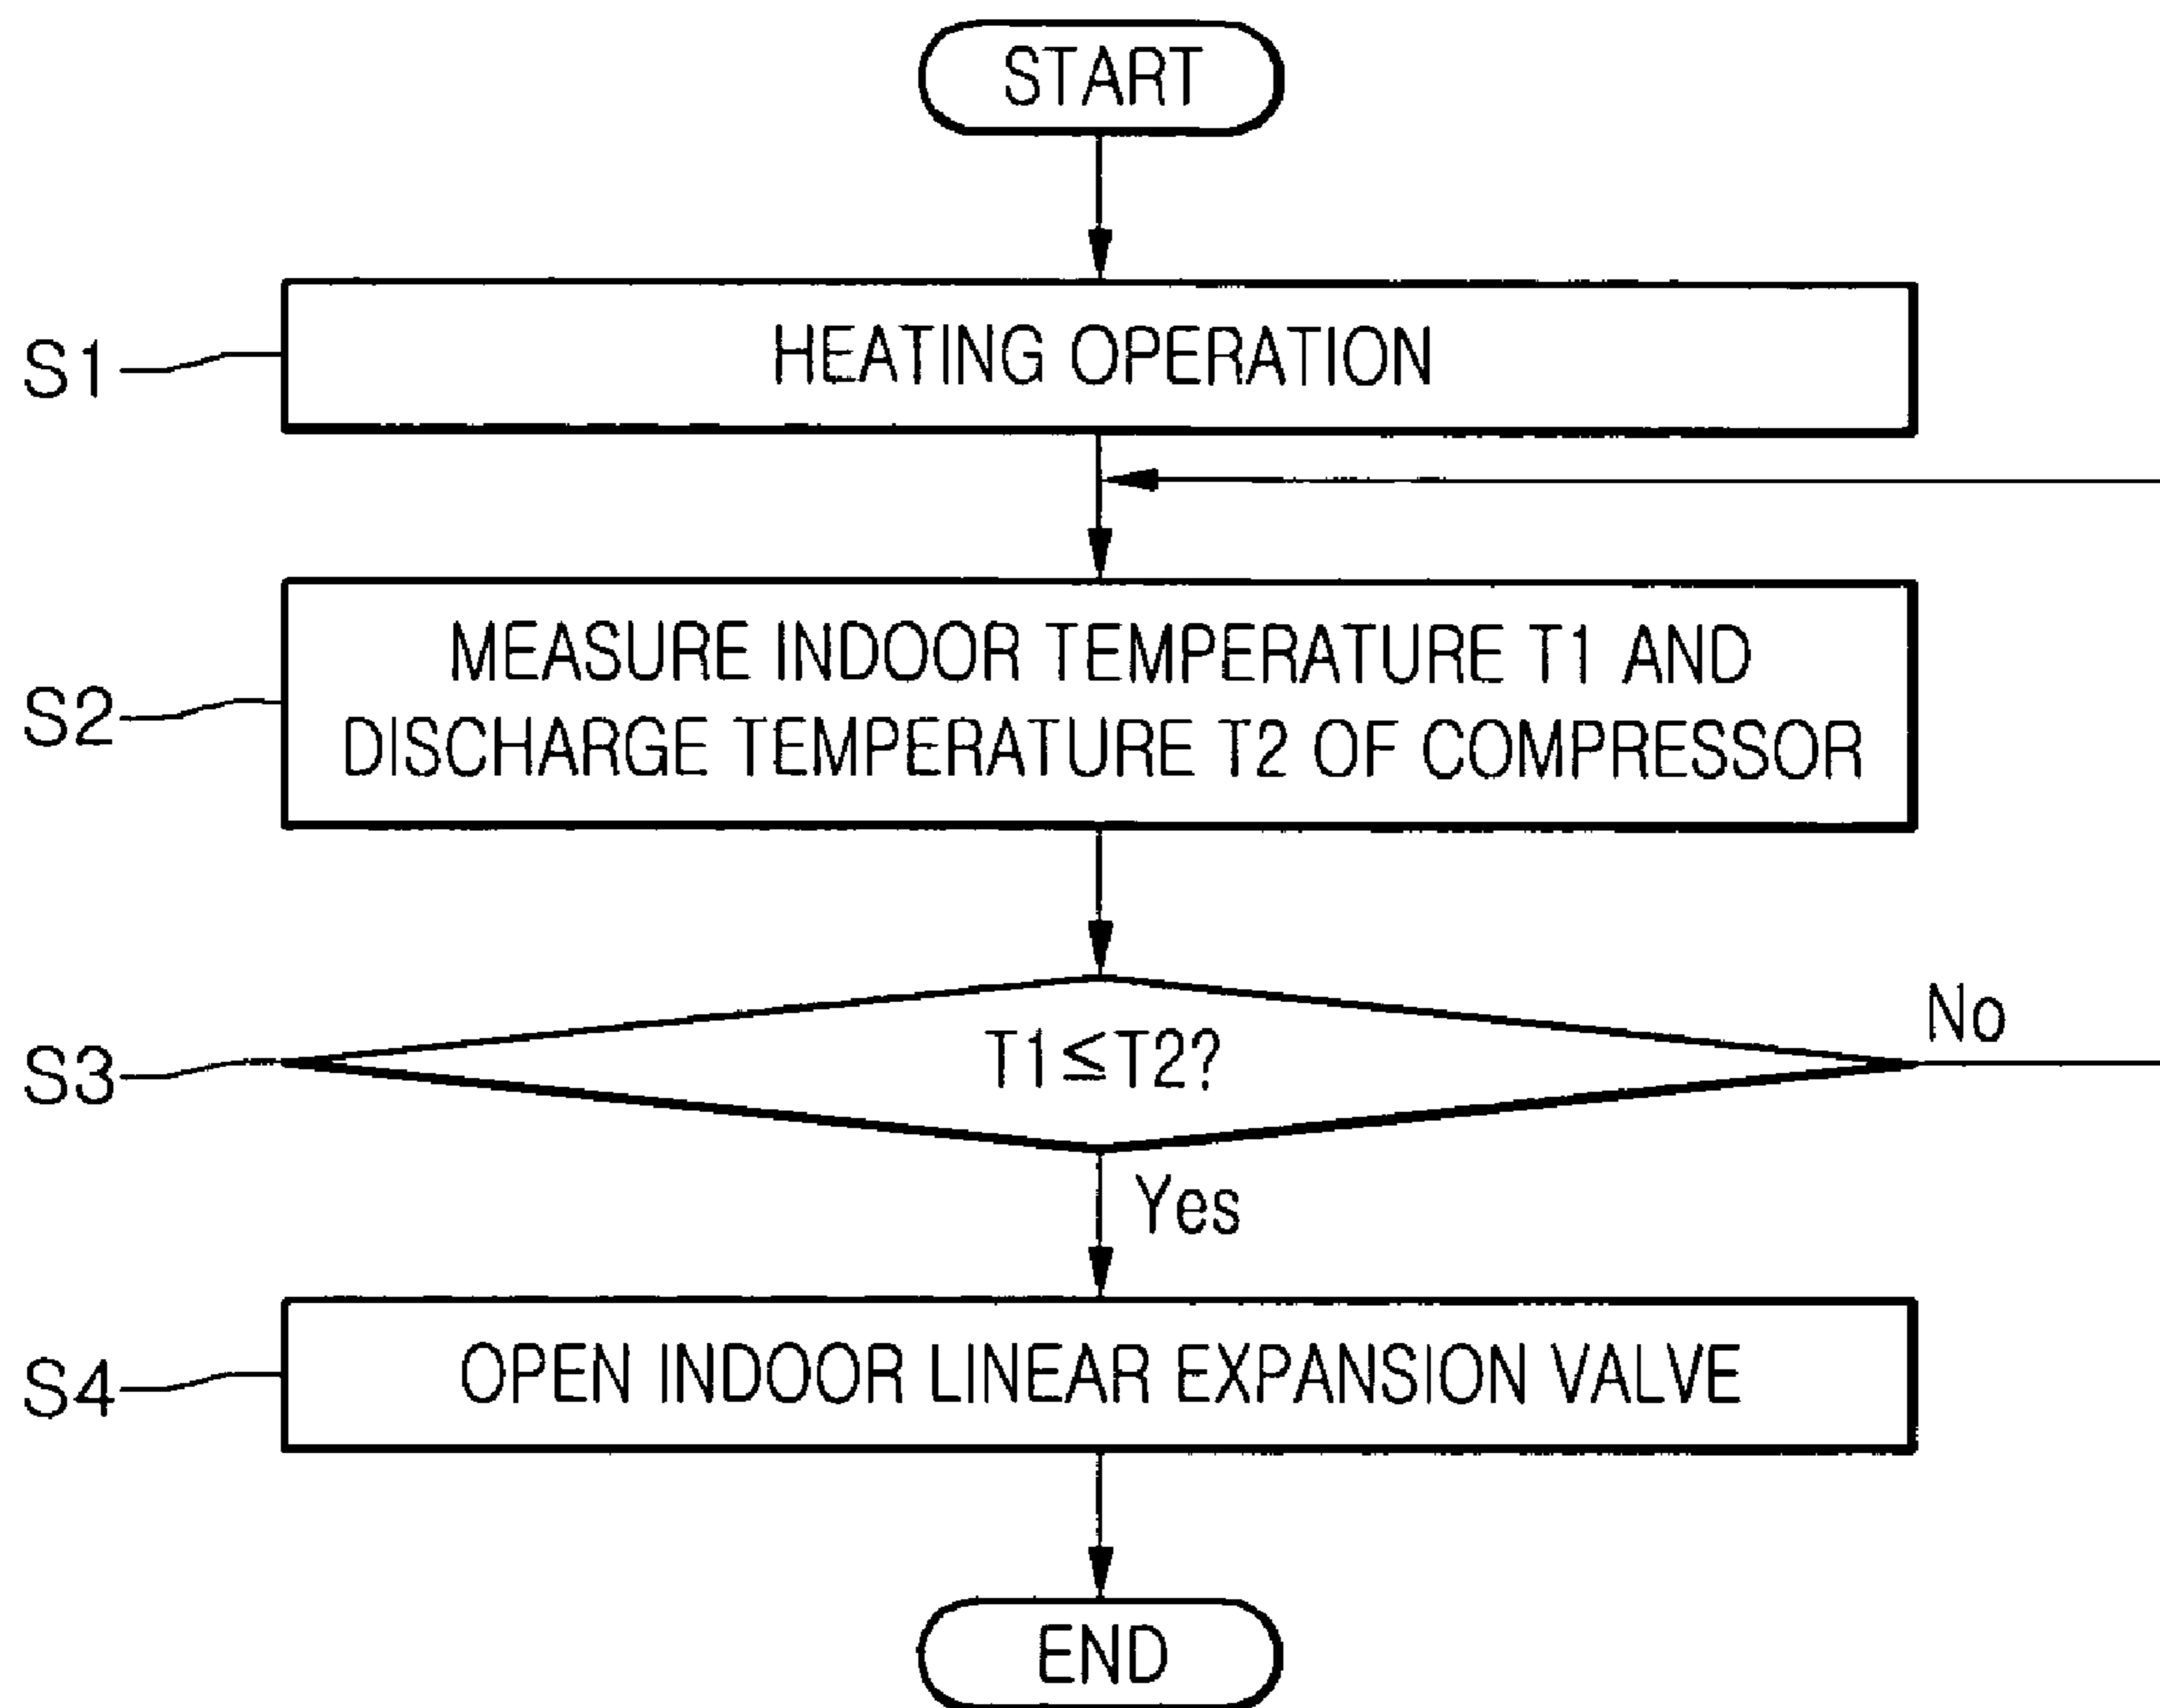 START
S1
HEATING OPERATION
S2
MEASURE INDOOR TEMPERATURE T1 AND
DISCHARGE TEMPERATURE T2 OF COMPRESSOR
S3
T1≤T2?
No
Yes
S4
OPEN INDOOR LINEAR EXPANSION VALVE
END